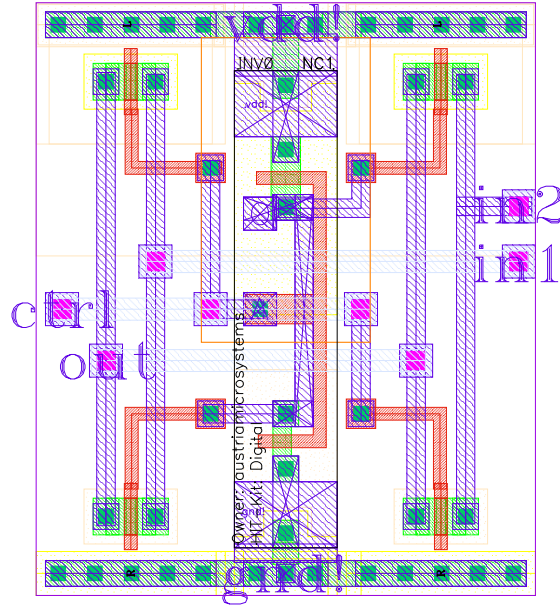 vdd!
L
L
INV0 NC1
vdd!
in2
in1
ctrl
A
out
Owner: austriamicrosystems
HIT-Kit: Digital
gnd!
R
R
gnd!